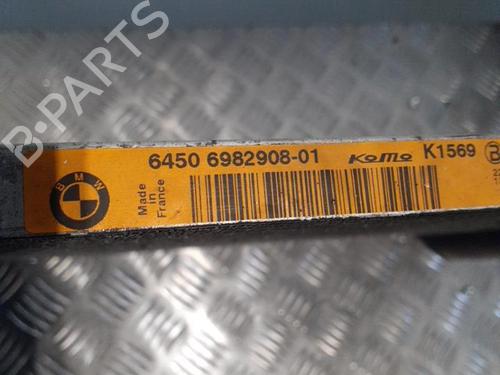 B-PARTS
BMW
6450 6982908-01 KOMO K1569
Made in
France